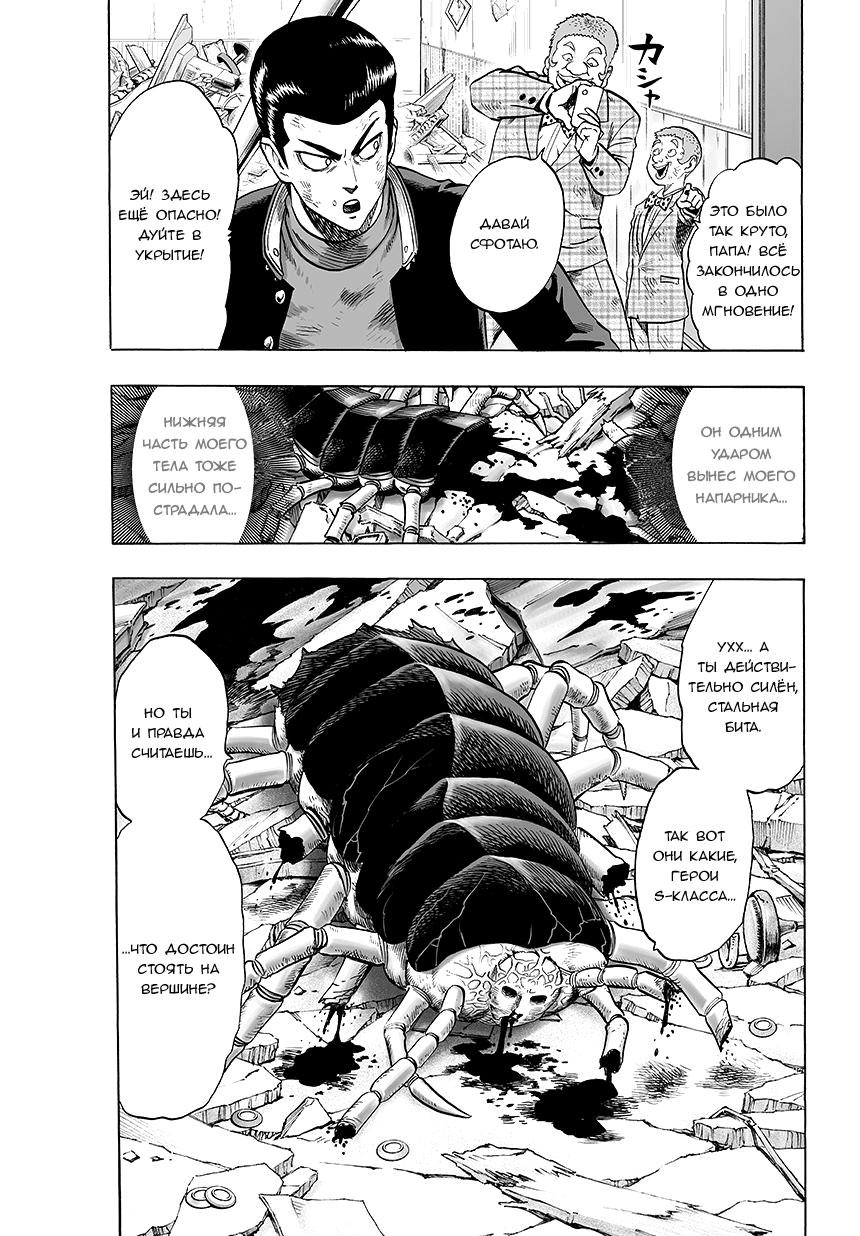 ЭТО БЫЛО
ТАК КРУТО,
ПАПА! ВСЁ
ЗАКОНЧИЛОСЬ
В ОДНО
МГНОВЕНИЕ!
カシャ
ДАВАЙ
СФОТАЮ.
ЭЙ! ЗДЕСЬ
ЕЩЁ ОПАСНО!
ДУЙТЕ В
УКРЫТИЕ!
ОН ОДНИМ
УДАРОМ
ВЫНЕС МОЕГО
НАПАРНИКА...
НИЖНЯЯ
ЧАСТЬ МОЕГО
ТЕЛА ТОЖЕ
СИЛЬНО ПО-
СТРАДАЛА...
УХХ... А
ТЫ ДЕЙСТВИ-
ТЕЛЬНО СИЛЁН,
СТАЛЬНАЯ
БИТА.
ТАК ВОТ
ОНИ КАКИЕ,
ГЕРОИ
S-КЛАССА...
НО ТЫ
И ПРАВДА
СЧИТАЕШЬ...
...ЧТО ДОСТОИН
СТОЯТЬ НА
ВЕРШИНЕ?